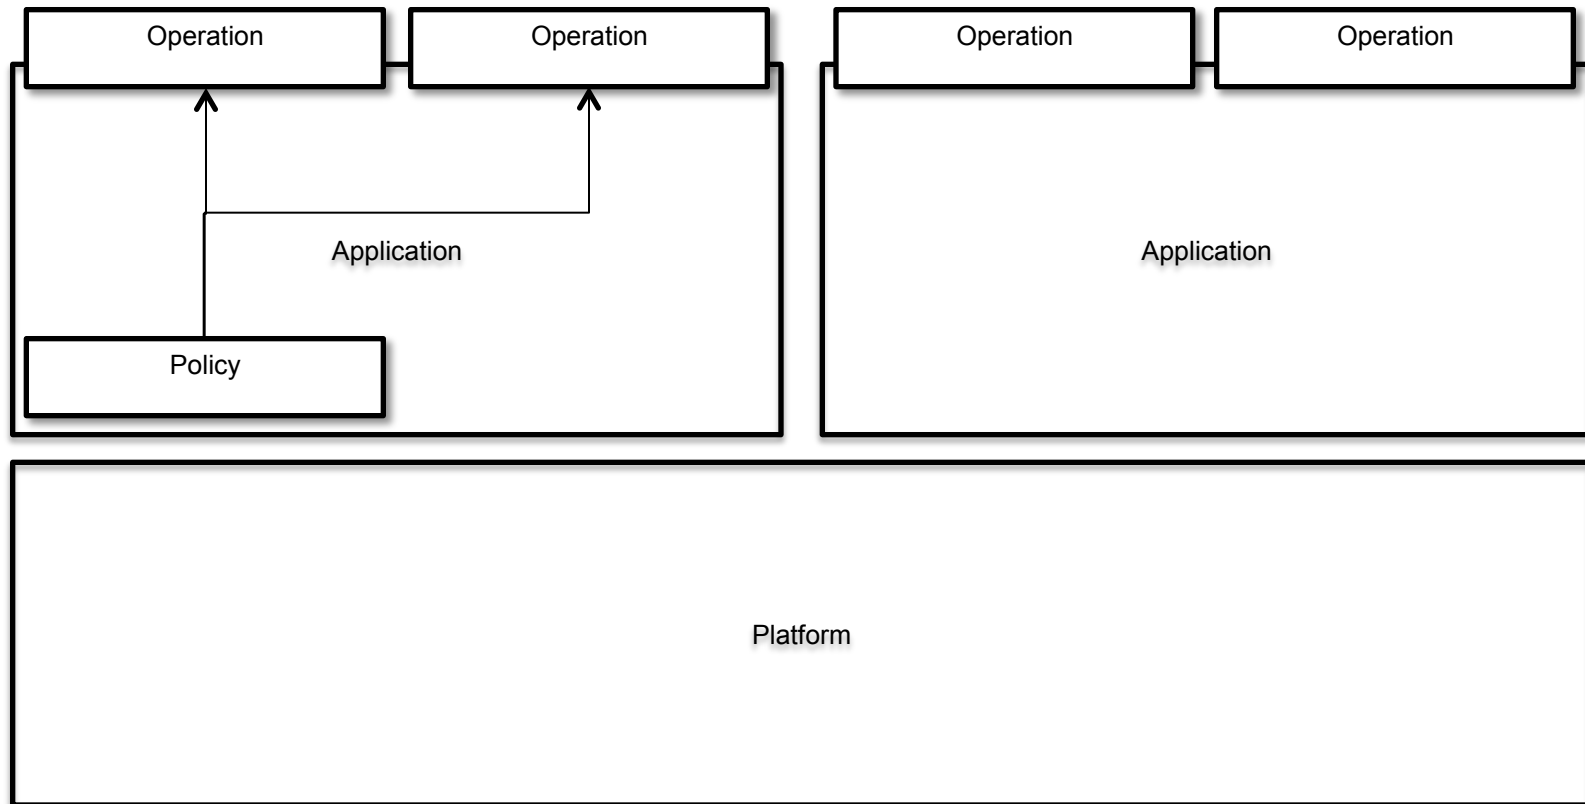 Operation
Operation
Operation
Operation
Application
Application
Policy
Platform